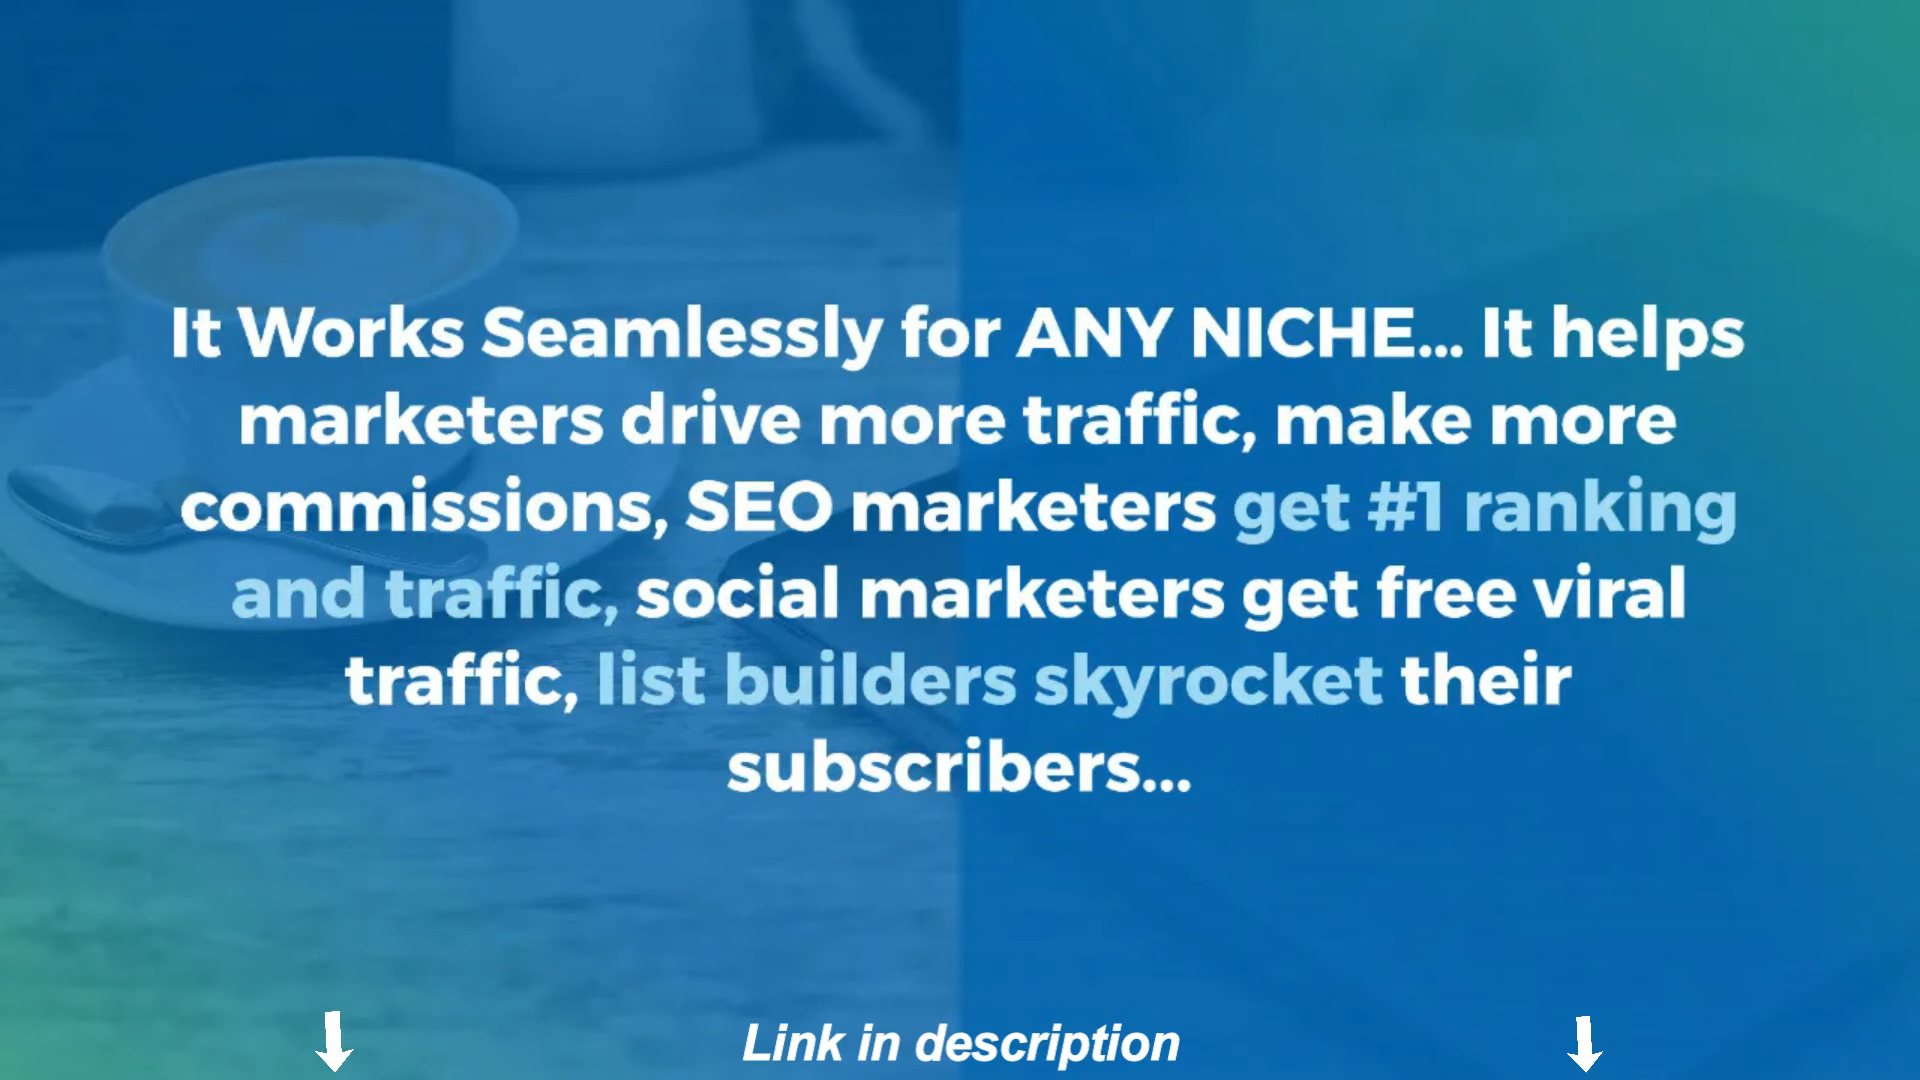 It Works Seamlessly for ANY NICHE... It helps
marketers drive more traffic, make more
commissions, SEO marketers get #1 ranking
and traffic, social marketers get free viral
traffic, list builders skyrocket their
subscribers...
Link in description